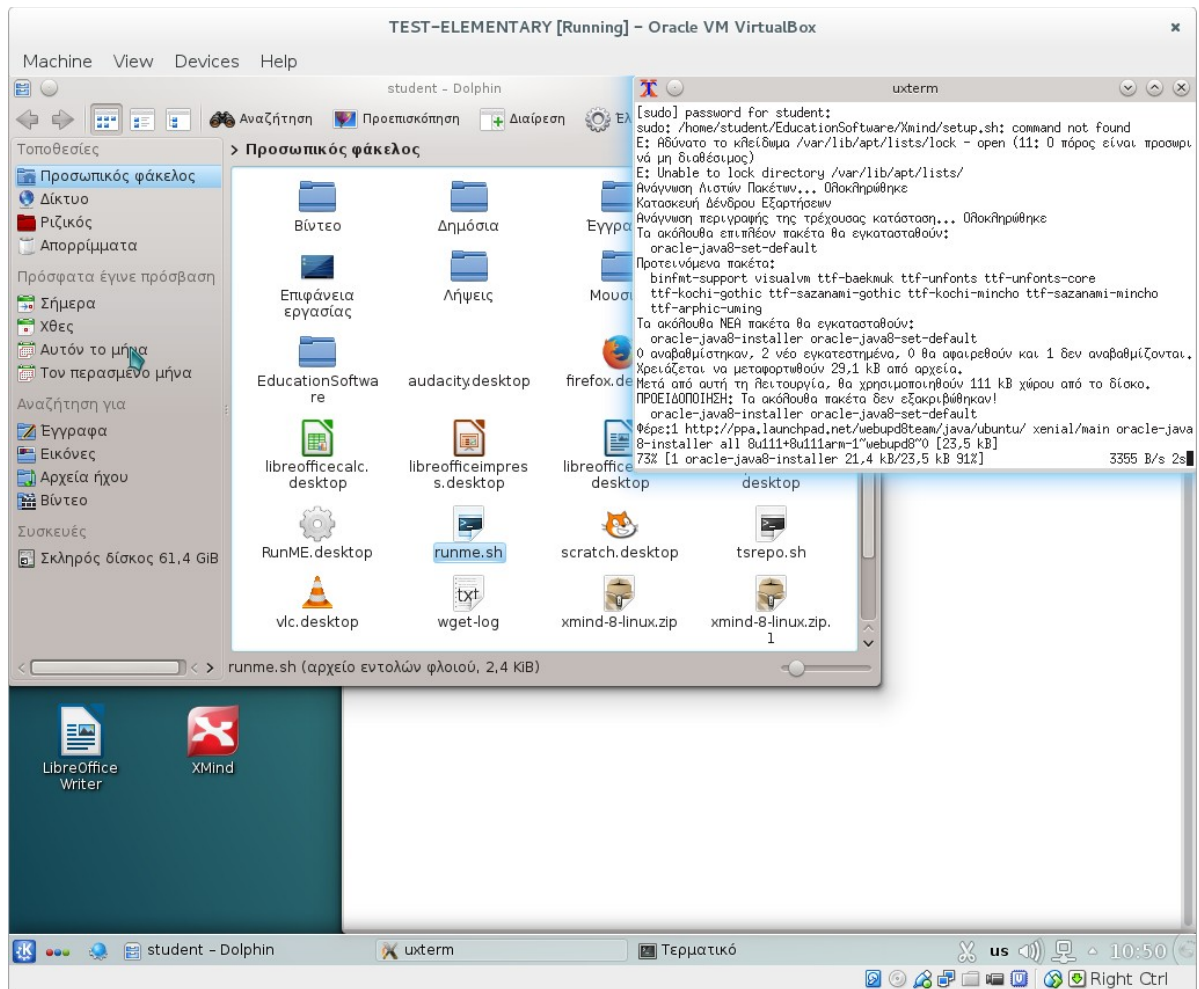 TEST-ELEMENTARY [Running] - Oracle VM VirtualBox
Machine View Devices Help
student - Dolphin
Αναζήτηση Προεπισκόπηση Διαίρεση Έλ
Τοποθεσίες
Προσωπικός φάκελος
Δίκτυο
Ριζικός
Απορρίμματα
Πρόσφατα έγινε πρόσβαση
Σήμερα
Χθες
Αυτόν το μήνα
Τον περασμένο μήνα
Αναζήτηση για
Έγγραφα
Εικόνες
Αρχεία ήχου
Βίντεο
Συσκευές
Σκληρός δίσκος 61,4 GiB
> Προσωπικός φάκελος
Βίντεο Δημόσια Έγγρα
Επιφάνεια εργασίας Λήψεις Μουσι
EducationSoftwa
re
audacity.desktop firefox.de
libreofficecalc.
desktop
libreofficeimpres
s.desktop
libreoffice
desktop
desktop
RunME.desktop runme.sh scratch.desktop tsrepo.sh
vlc.desktop wget-log xmind-8-linux.zip xmind-8-linux.zip.
1
runme.sh (αρχείο εντολών φλοιού, 2,4 KiB)
uxterm
[sudo] password for student:
sudo: /home/student/EducationSoftware/Xmind/setup.sh: command not found
E: Αδύνατο το κλείδωμα /var/lib/apt/lists/lock - open (11: Ο πόρος είναι προσωρι
νά μη διαθέσιμος)
E: Unable to lock directory /var/lib/apt/lists/
Ανάγνωση Λιστών Πακέτων... Ολοκληρώθηκε
Κατασκευή Δένδρου Εξαρτήσεων
Ανάγνωση περιγραφής της τρέχουσας κατάσταση... Ολοκληρώθηκε
Τα ακόλουθα επιπλέον πακέτα θα εγκατασταθούν:
oracle-java8-set-default
Προτεινόμενα πακέτα:
binfmt-support visualvm ttf-baekmuk ttf-unfonts ttf-unfonts-core
ttf-kochi-gothic ttf-sazanami-gothic ttf-kochi-mincho ttf-sazanami-mincho
ttf-arphic-uming
Τα ακόλουθα ΝΕΑ πακέτα θα εγκατασταθούν:
oracle-java8-installer oracle-java8-set-default
0 αναβαθμίστηκαν, 2 νέο εγκατεστημένα, 0 θα αφαιρεθούν και 1 δεν αναβαθμίζονται.
Χρειάζεται να μεταφορτωθούν 29,1 kB από αρχεία.
Μετά από αυτή τη λειτουργία, θα χρησιμοποιηθούν 111 kB χώρου από το δίσκο.
ΠΡΟΕΙΔΟΠΟΙΗΣΗ: Τα ακόλουθα πακέτα δεν εξακριβώθηκαν!
oracle-java8-installer oracle-java8-set-default
Φέρε:1 http://ppa.launchpad.net/webupd8team/java/ubuntu/ xenial/main oracle-java
8-installer all 8u111+8u111arm-1~webupd8~0 [23,5 kB]
73% [1 oracle-java8-installer 21,4 kB/23,5 kB 91%] 3355 B/s 2s
LibreOffice
Writer
XMind
student - Dolphin uxterm Τερματικό us 10:50
Right Ctrl